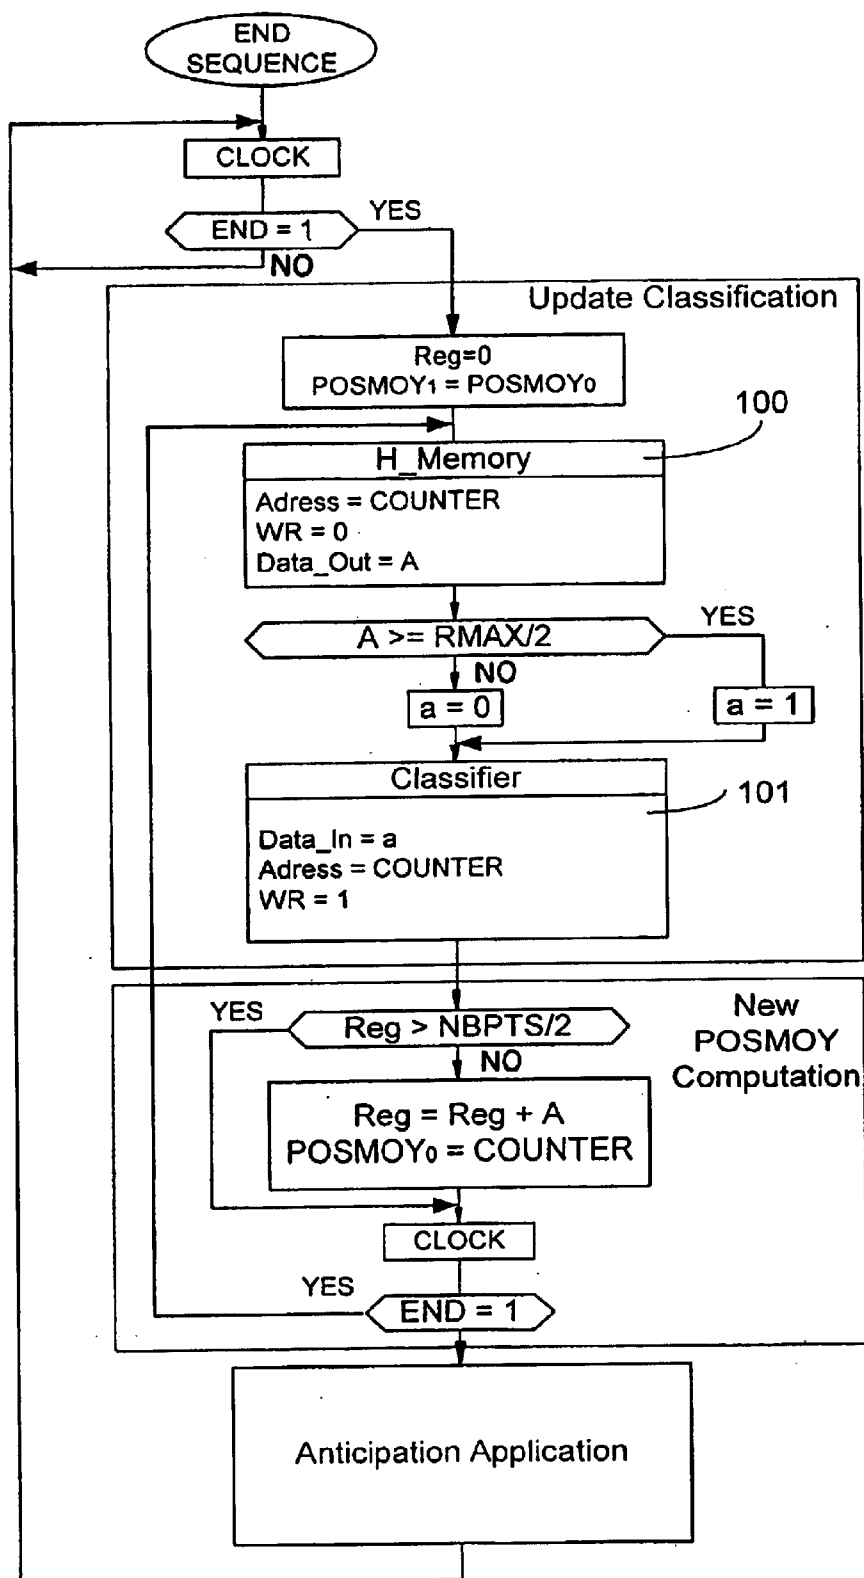 END
SEQUENCE
CLOCK
END = 1
YES
NO
Update Classification
Reg=0
POSMOY1 = POSMOY0
100
H_Memory
Adress = COUNTER
WR = 0
Data_Out = A
A >= RMAX/2
YES
NO
a = 0
a = 1
Classifier
101
Data_In = a
Adress = COUNTER
WR = 1
New
POSMOY
Computation
YES
Reg > NBPTS/2
NO
Reg = Reg + A
POSMOY0 = COUNTER
CLOCK
YES
END = 1
Anticipation Application